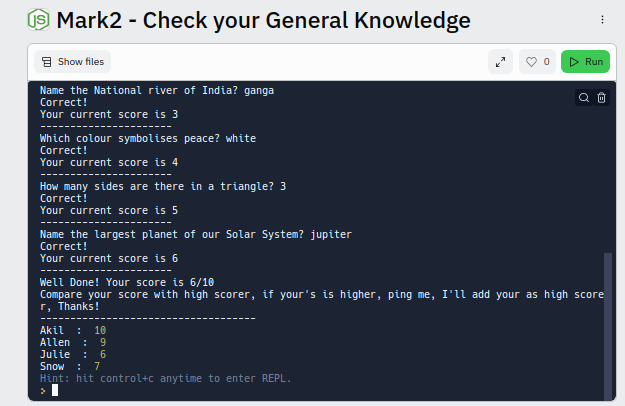 JS Mark2 - Check your General Knowledge
Show files
0
Run
Name the National river of India? ganga
Correct!
Your current score is 3
----------------------
Which colour symbolises peace? white
Correct!
Your current score is 4
----------------------
How many sides are there in a triangle? 3
Correct!
Your current score is 5
----------------------
Name the largest planet of our Solar System? jupiter
Correct!
Your current score is 6
----------------------
Well Done! Your score is 6/10
Compare your score with high scorer, if your's is higher, ping me, I'll add your as high score
r, Thanks!
------------------------------------
Akil  :  10
Allen  :  9
Julie  :  6
Snow  :  7
Hint: hit control+c anytime to enter REPL.
>